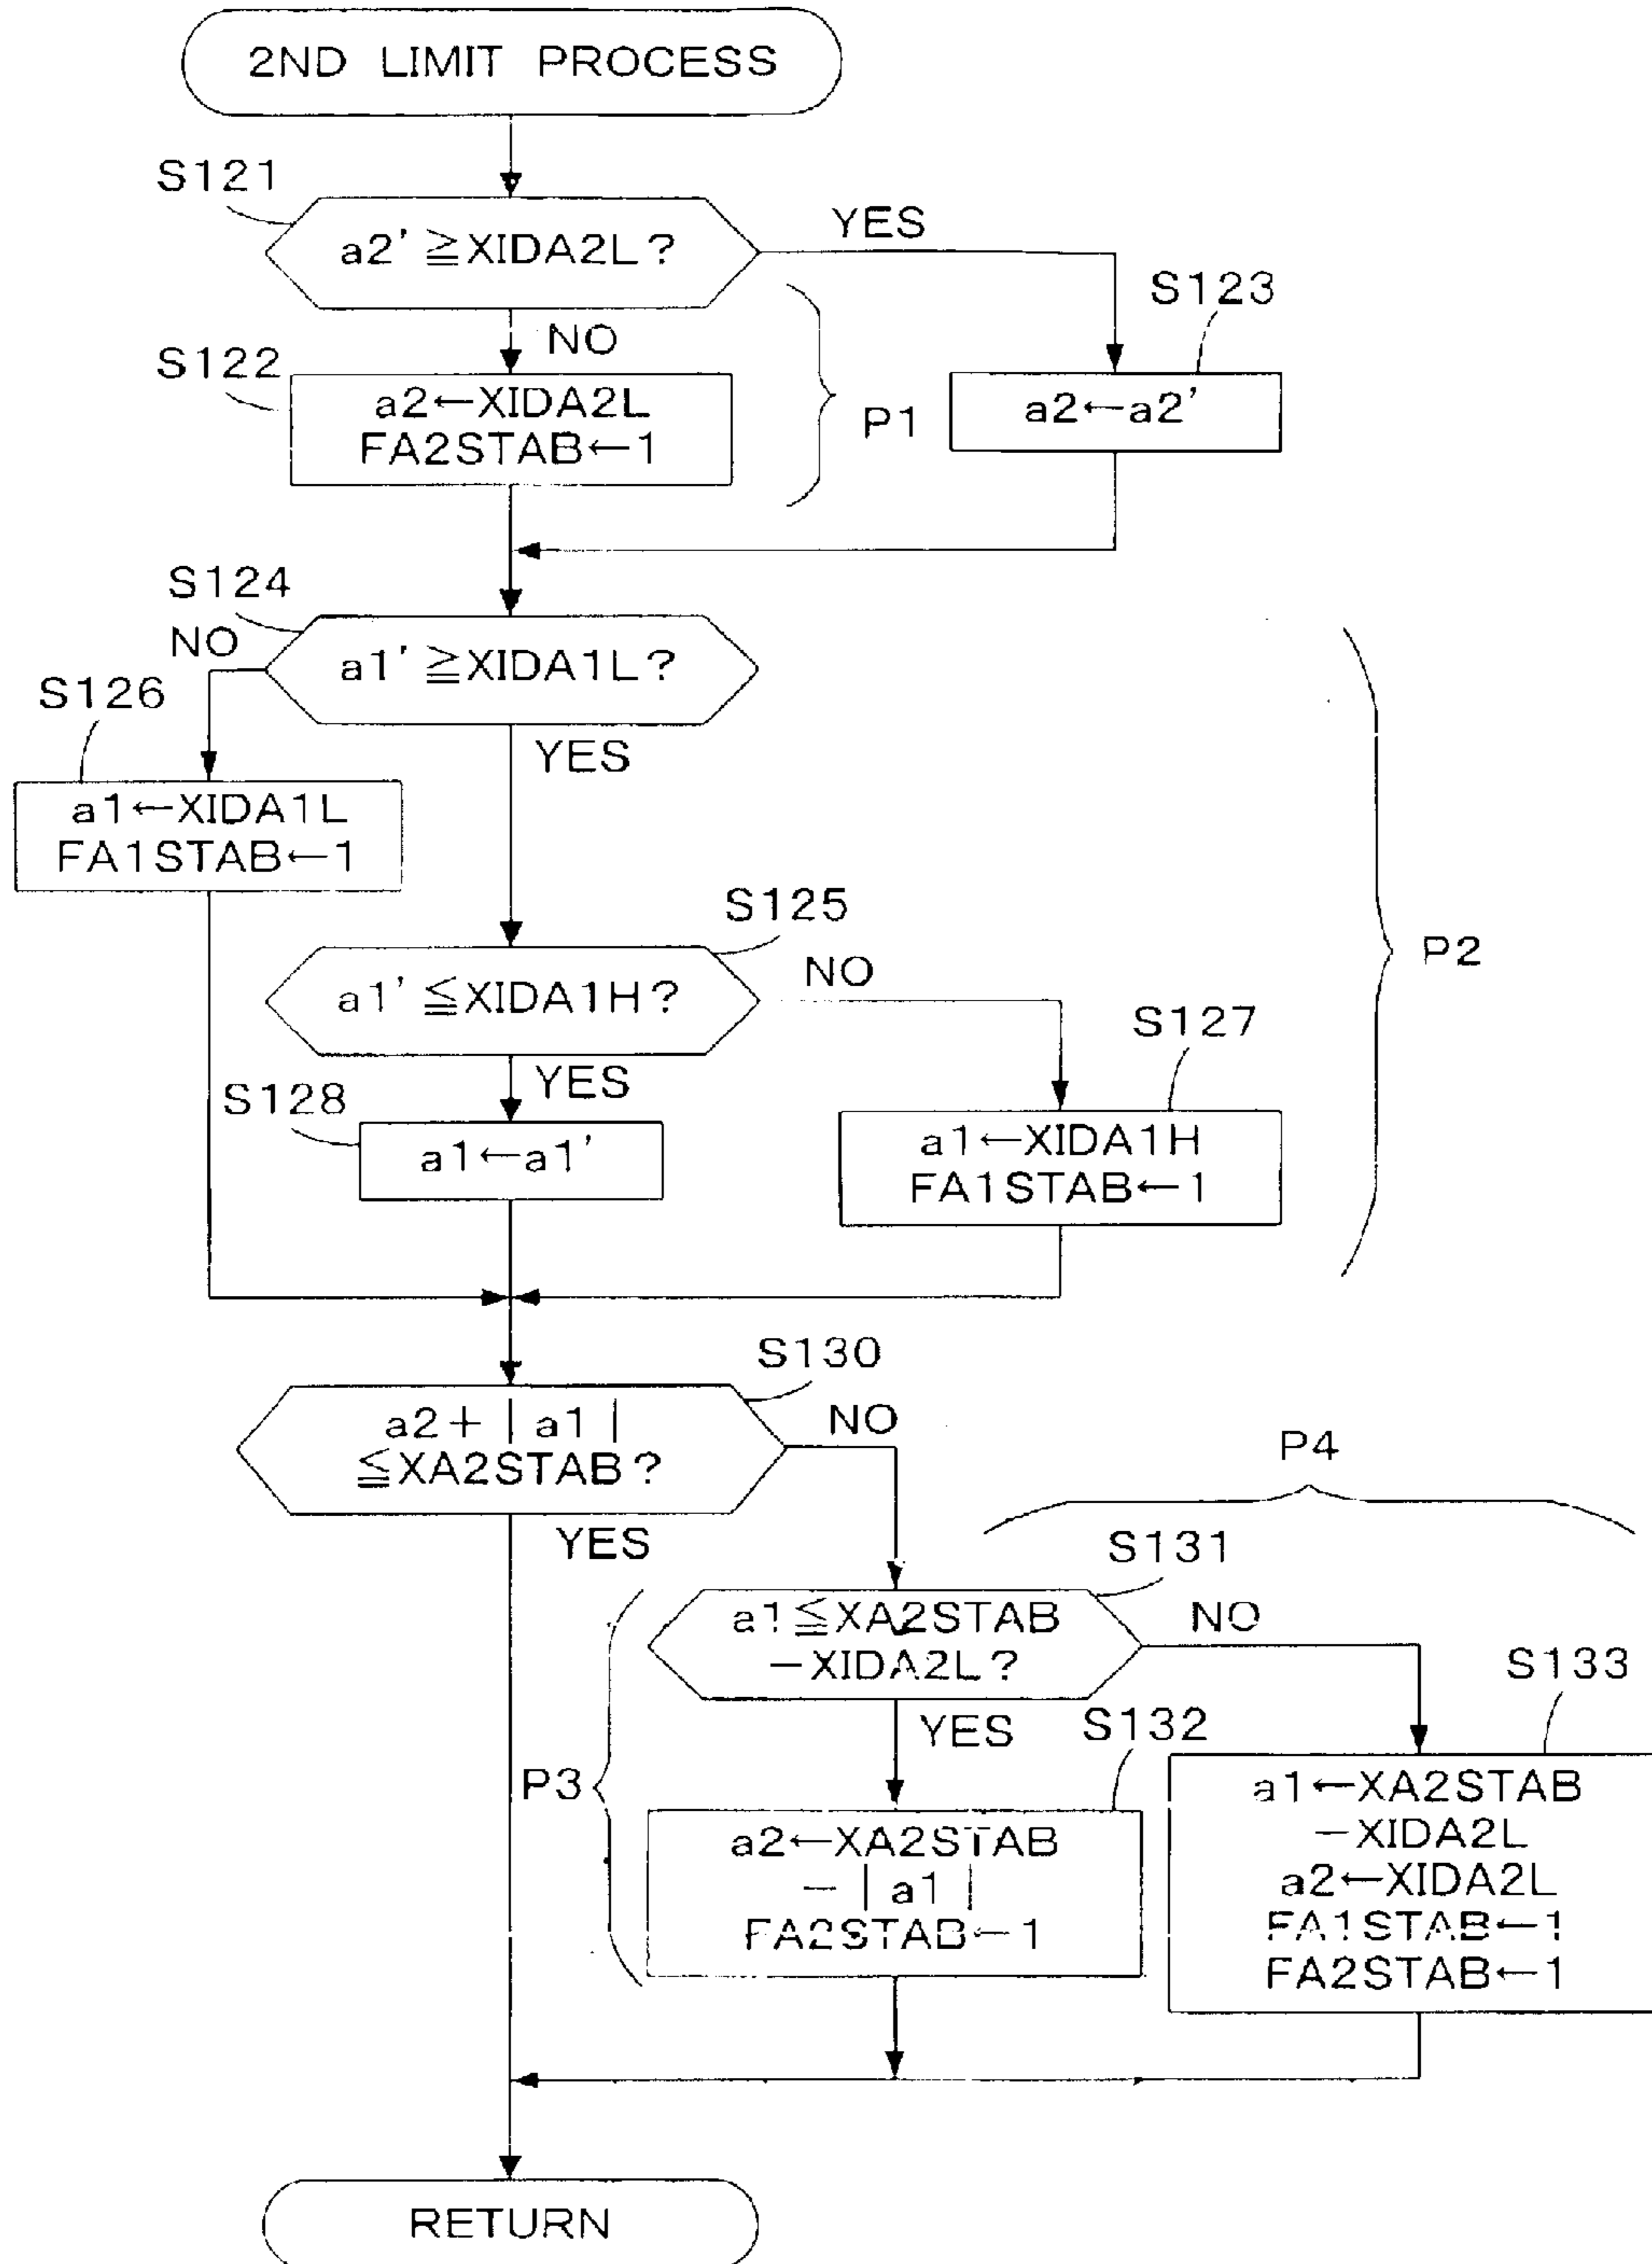 2ND LIMIT PROCESS
S121
a2' ≧XIDA2L?
YES
S123
NO
S122
a2←XIDA2L
FA2STAB←1
P1
a2←a2'
S124
NO
a1' ≧XIDA1L?
S126
YES
a1←XIDA1L
FA1STAB←1
S125
P2
a1' ≦XIDA1H?
NO
S127
YES
S128
a1←a1'
a1←XIDA1H
FA1STAB←1
S130
a2+|a1|
≦XA2STAB?
NO
P4
YES
S131
a1≦XA2STAB
-XIDA2L?
NO
S133
YES
S132
P3
a2←XA2STAB
-|a1|
FA2STAB←1
a1←XA2STAB
-XIDA2L
a2←XIDA2L
FA1STAB←1
FA2STAB←1
RETURN